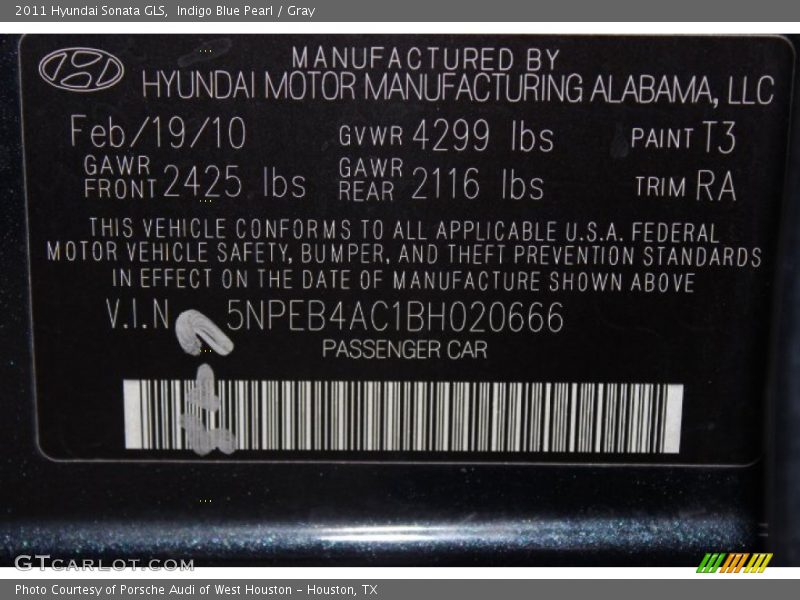 2011 Hyundai Sonata GLS, Indigo Blue Pearl / Gray
MANUFACTURED BY
HYUNDAI MOTOR MANUFACTURING ALABAMA, LLC
Feb/19/10 GVWR 4299 lbs PAINT T3
GAWR FRONT 2425 lbs GAWR REAR 2116 lbs TRIM RA
THIS VEHICLE CONFORMS TO ALL APPLICABLE U.S.A. FEDERAL
MOTOR VEHICLE SAFETY, BUMPER, AND THEFT PREVENTION STANDARDS
IN EFFECT ON THE DATE OF MANUFACTURE SHOWN ABOVE
V.I.N 5NPEB4AC1BH020666
PASSENGER CAR
GTCARLOT.COM
Photo Courtesy of Porsche Audi of West Houston - Houston, TX